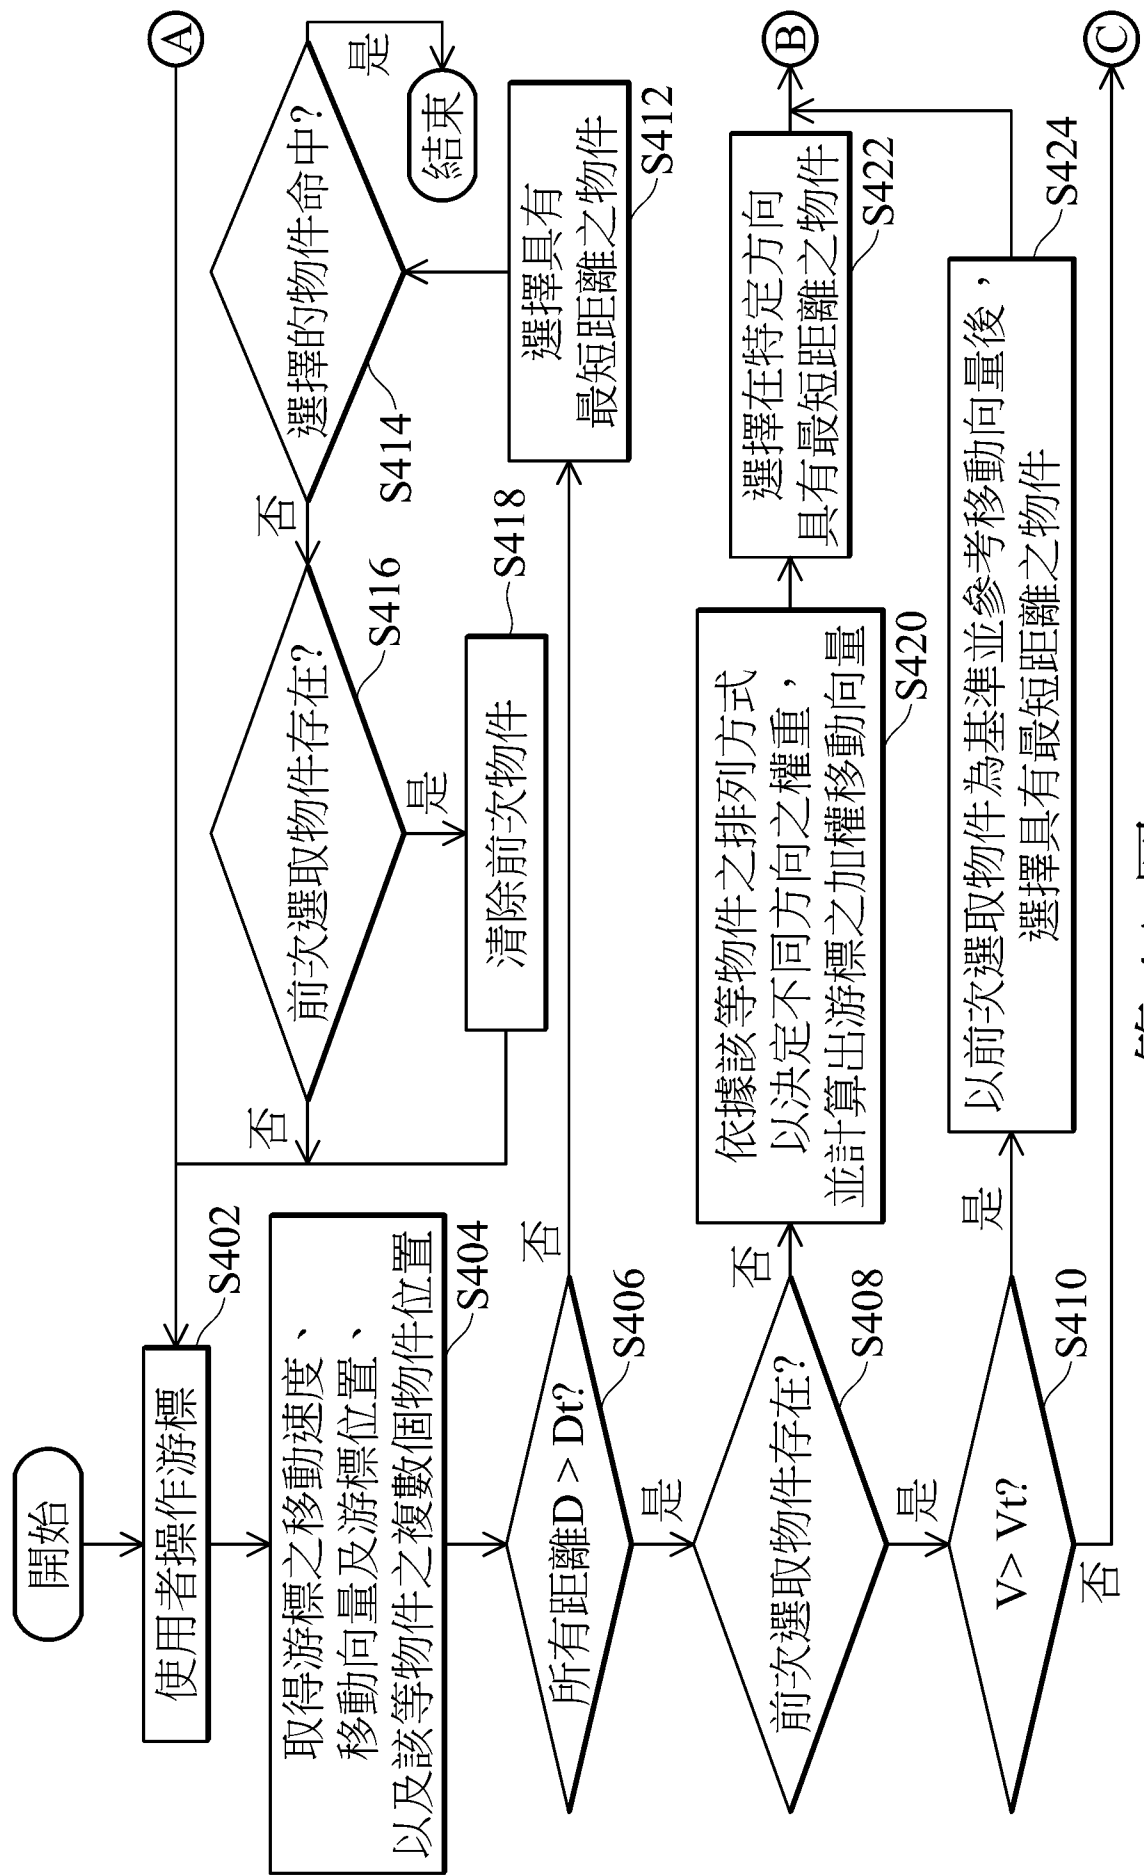 開始
使用者操作游標
S402
取得游標之移動速度、
移動向量及游標位置、
以及該等物件之複數個物件位置
S404
所有距離D > Dt?
S406
否
是
前次選取物件存在?
S408
否
是
V> Vt?
S410
是
否
A
選擇的物件命中?
S414
是
結束
否
前次選取物件存在?
S416
否
是
清除前次物件
S418
選擇具有
最短距離之物件
S412
依據該等物件之排列方式
以決定不同方向之權重,
並計算出游標之加權移動向量
S420
選擇在特定方向
具有最短距離之物件
S422
B
以前次選取物件為基準並參考移動向量後,
選擇具有最短距離之物件
S424
C